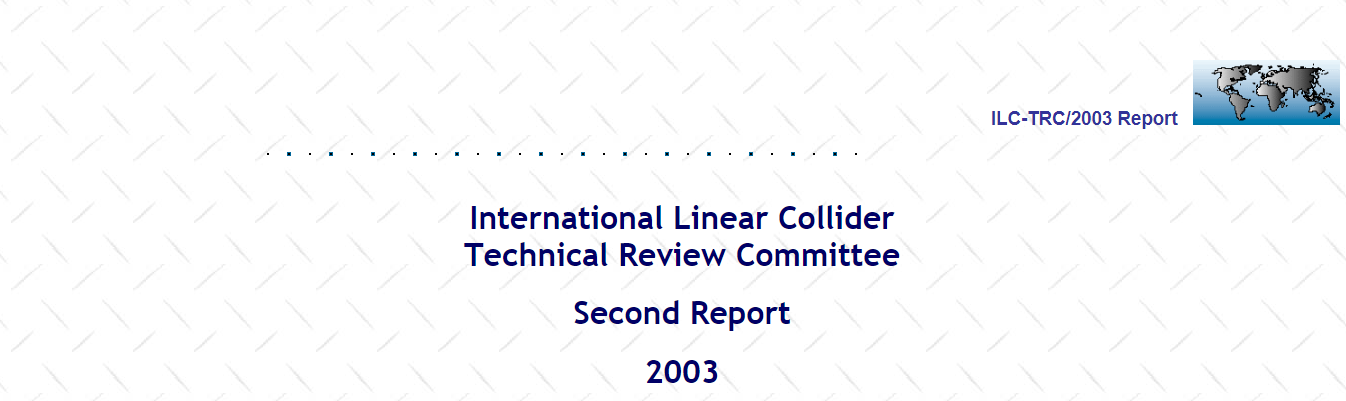 ILC-TRC/2003 Report
International Linear Collider
Technical Review Committee
Second Report
2003